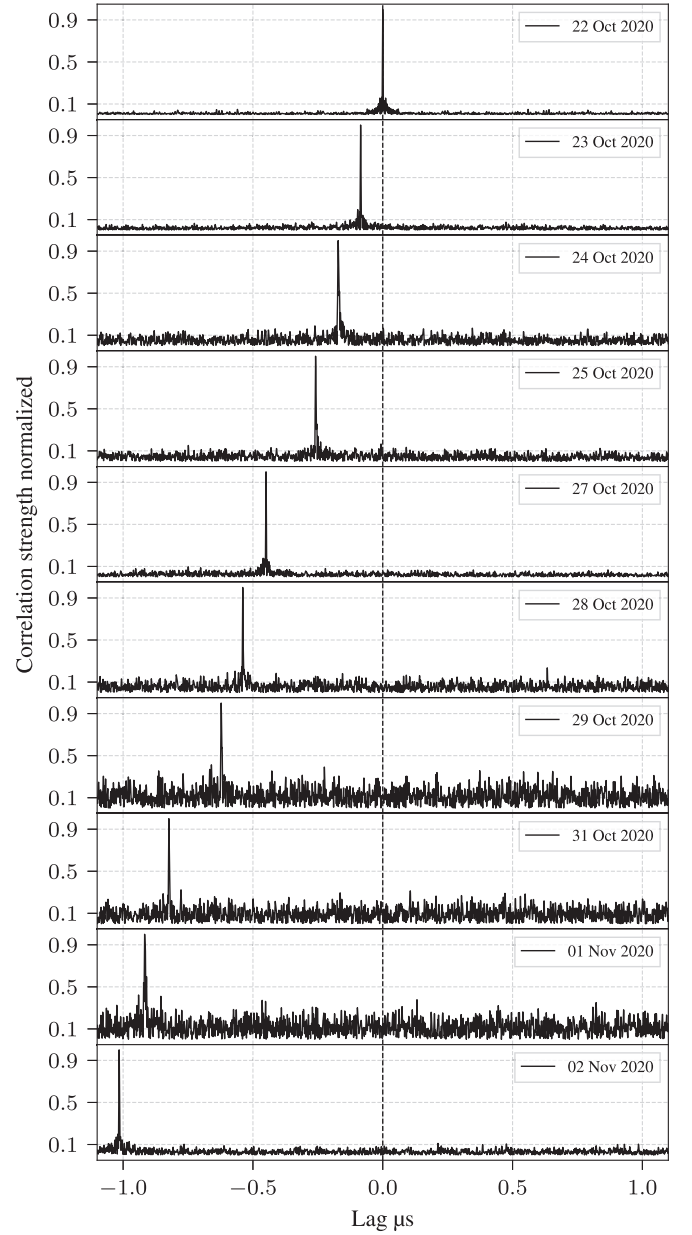 0.9
0.5
0.1
22 Oct 2020
0.9
0.5
0.1
23 Oct 2020
0.9
0.5
0.1
24 Oct 2020
0.9
0.5
0.1
25 Oct 2020
0.9
0.5
0.1
27 Oct 2020
0.9
0.5
0.1
28 Oct 2020
0.9
0.5
0.1
29 Oct 2020
0.9
0.5
0.1
31 Oct 2020
0.9
0.5
0.1
01 Nov 2020
0.9
0.5
0.1
02 Nov 2020
Correlation strength normalized
−1.0 −0.5 0.0 0.5 1.0
Lag µs